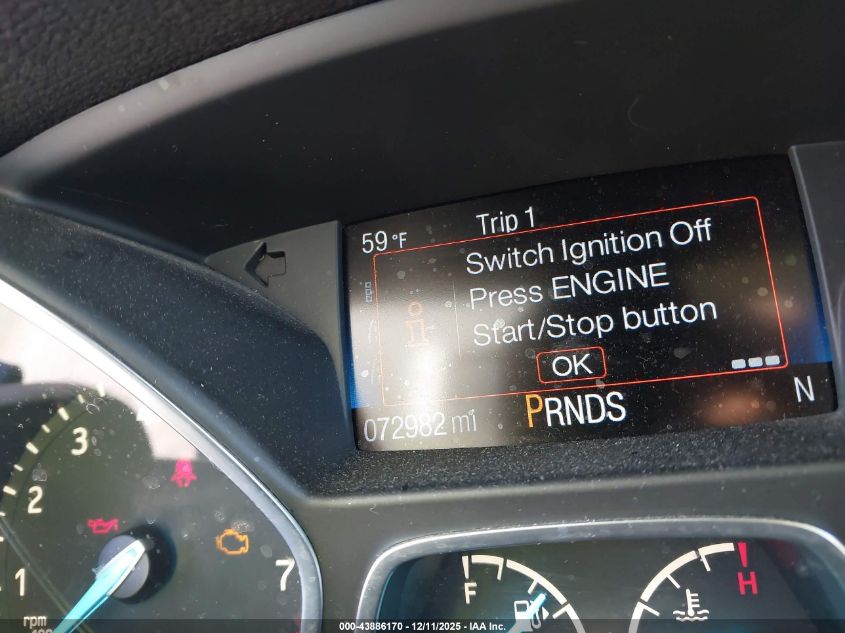 59 °F Trip 1
Switch Ignition Off
Press ENGINE
Start/Stop button
OK
072982 mi PRNDS N
3
2
1
7
rpm
F
H
000-43886170 - 12/11/2025 - IAA Inc.